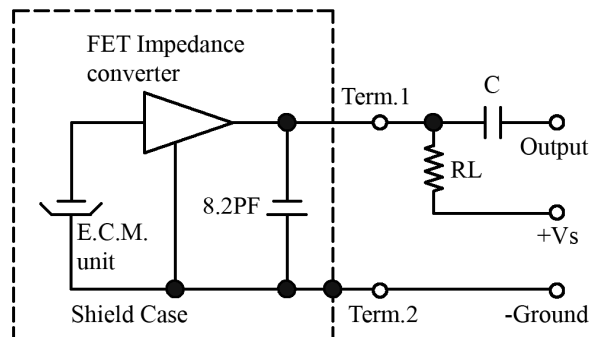 FET Impedance
converter
Term.1
C
Output
RL
8.2PF
+Vs
E.C.M.
unit
Shield Case
Term.2
-Ground